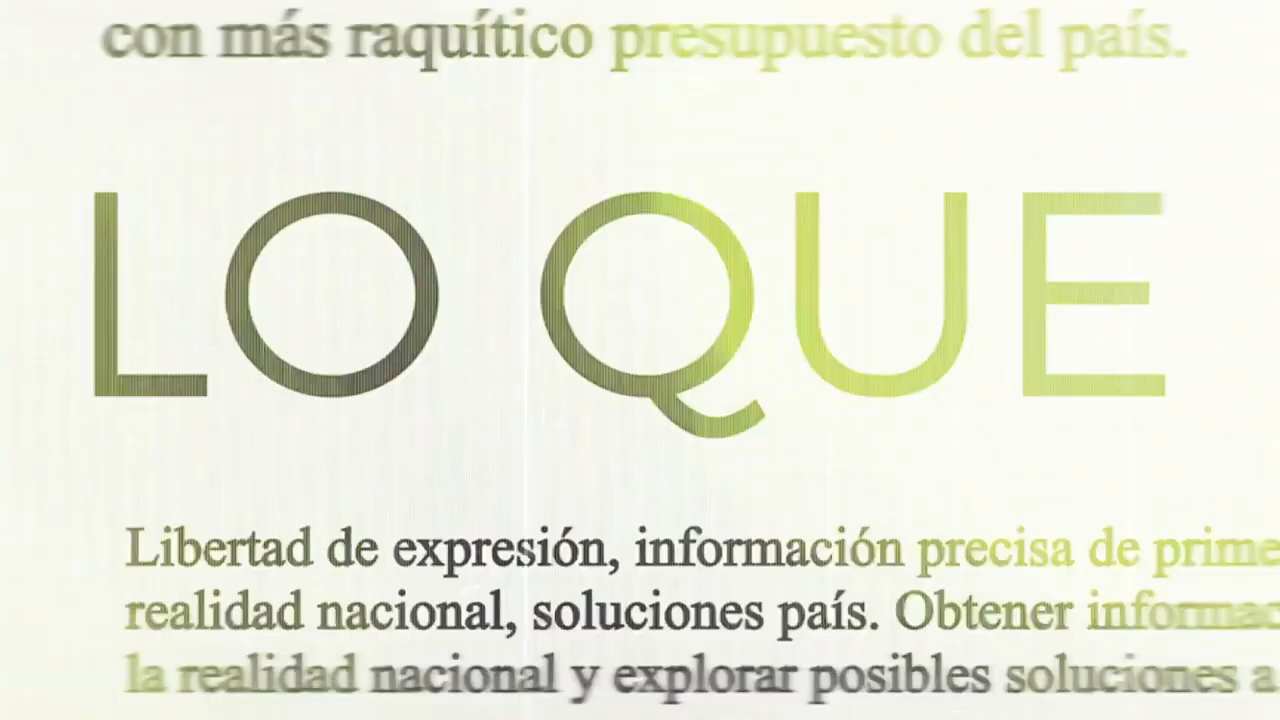 con más raquítico presupuesto del país.
LO QUE
Libertad de expresión, información precisa de prime
realidad nacional, soluciones país. Obtener informac
la realidad nacional y explorar posibles soluciones a